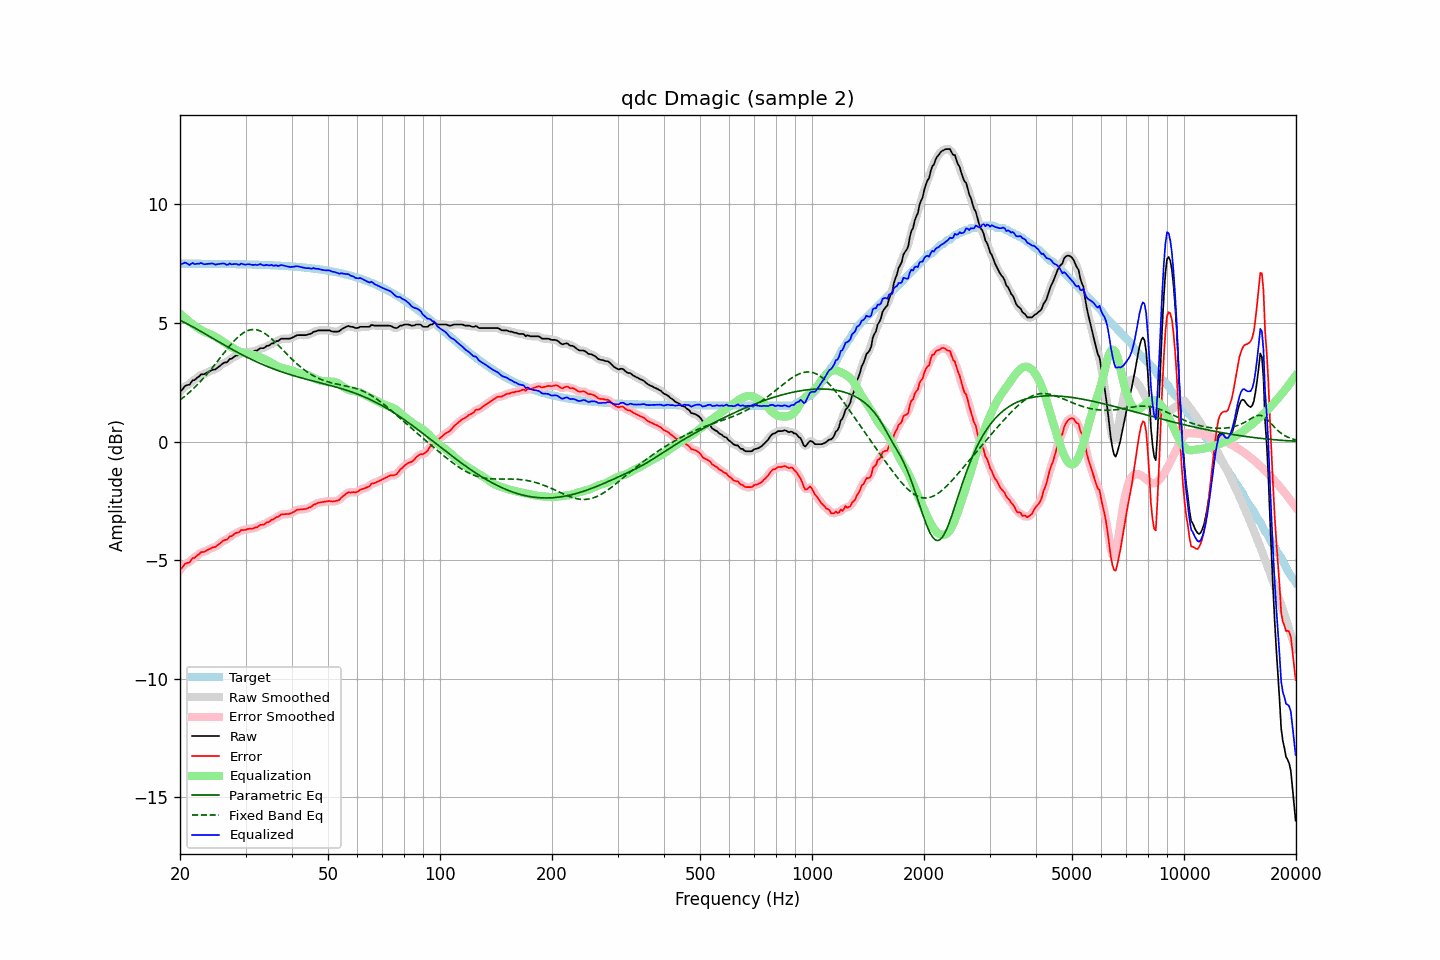 qdc Dmagic (sample 2)
Amplitude (dBr)
10
5
0
−5
−10
−15
Target
Raw Smoothed
Error Smoothed
Raw
Error
Equalization
Parametric Eq
Fixed Band Eq
Equalized
20 50 100 200 500 1000 2000 5000 10000 20000
Frequency (Hz)